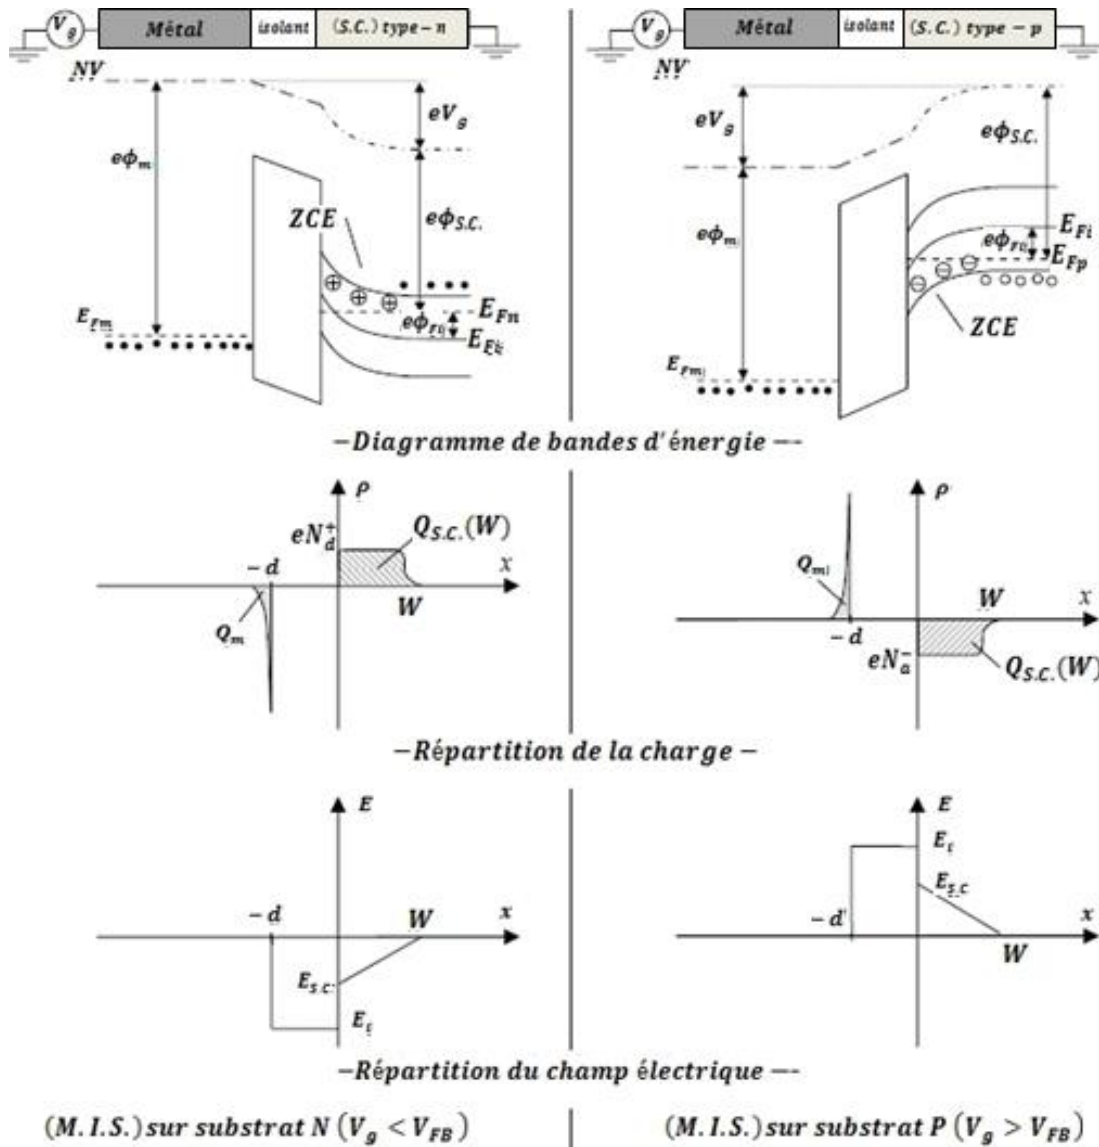 V_g Métal isolant (S.C.) type-n
NV
eV_g
eϕ_m
ZCE
eϕ_S.C.
E_Fn
E_Fm
eϕ_Fi
E_Fi
V_g Métal isolant (S.C.) type-p
NV
eV_g
eϕ_S.C.
eϕ_m
E_Fi
eϕ_Fi
E_Fp
ZCE
E_Fm
-Diagramme de bandes d'énergie --
ρ
eN_d^+
Q_S.C.(W)
-d
x
Q_m
W
ρ
Q_m
W
x
-d
eN_a^-
Q_S.C.(W)
-Répartition de la charge -
E
-d
W
x
E_S.C.
E_i
E
E_i
E_S.C
-d
x
W
-Répartition du champ électrique --
(M.I.S.) sur substrat N (V_g < V_FB)
(M.I.S.) sur substrat P (V_g > V_FB)